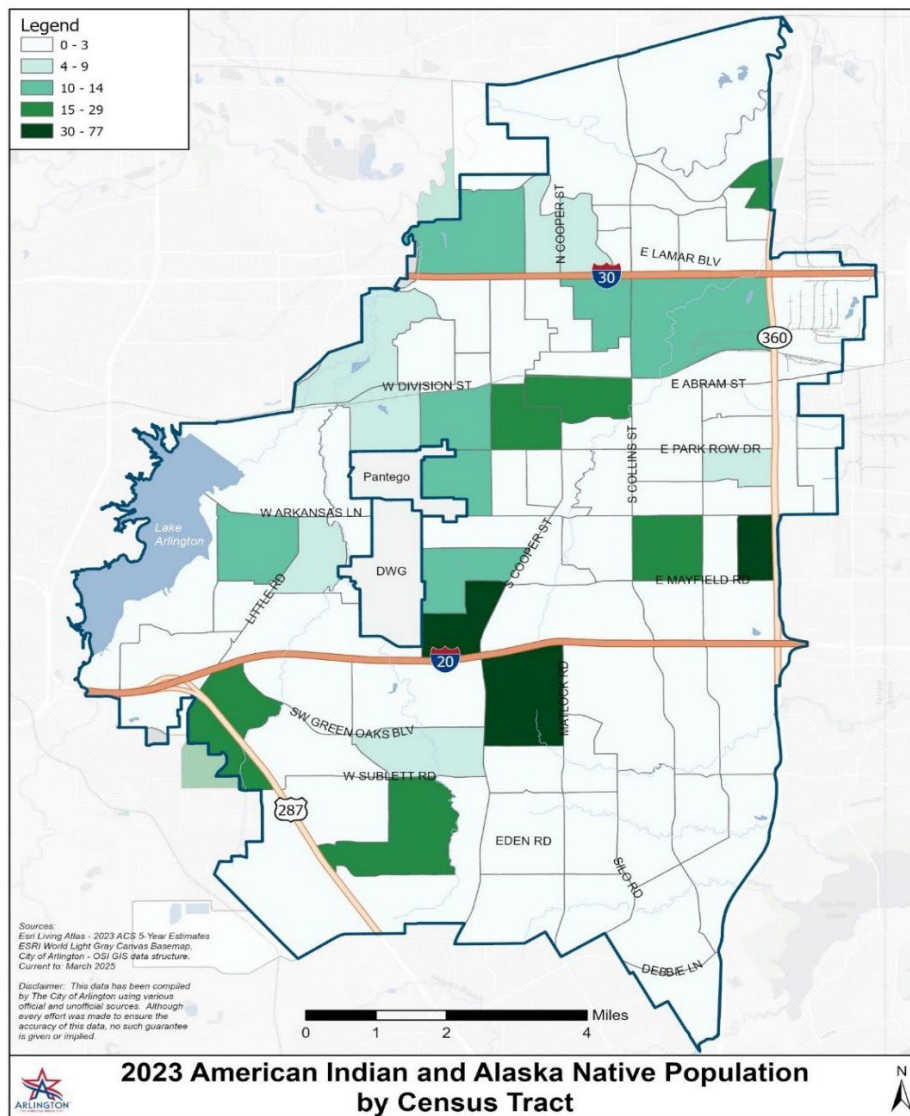 Legend
0 - 3
4 - 9
10 - 14
15 - 29
30 - 77
N COOPER ST
E LAMAR BLV
30
360
W DIVISION ST
E ABRAM ST
S COLLINS ST
E PARK ROW DR
Pantego
W ARKANSAS LN
Lake
Arlington
DWG
S COOPER ST
E MAYFIELD RD
LITTLE RD
20
MATLOCK RD
SW GREEN OAKS BLV
W SUBLETT RD
287
EDEN RD
SILO RD
DEBBIE LN
Sources:
Esri Living Atlas - 2023 ACS 5-Year Estimates
ESRI World Light Gray Canvas Basemap,
City of Arlington - OSI GIS data structure.
Current to: March 2025
Disclaimer: This data has been compiled
by The City of Arlington using various
official and unofficial sources. Although
every effort was made to ensure the
accuracy of this data, no such guarantee
is given or implied.
Miles
0 1 2 4
2023 American Indian and Alaska Native Population
by Census Tract
ARLINGTON
N